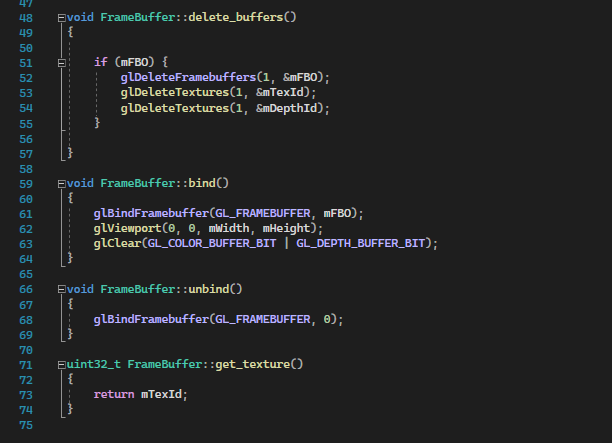 47
48 void FrameBuffer::delete_buffers()
49 {
50
51 if (mFBO) {
52 glDeleteFramebuffers(1, &mFBO);
53 glDeleteTextures(1, &mTexId);
54 glDeleteTextures(1, &mDepthId);
55 }
56
57 }
58
59 void FrameBuffer::bind()
60 {
61 glBindFramebuffer(GL_FRAMEBUFFER, mFBO);
62 glViewport(0, 0, mWidth, mHeight);
63 glClear(GL_COLOR_BUFFER_BIT | GL_DEPTH_BUFFER_BIT);
64 }
65
66 void FrameBuffer::unbind()
67 {
68 glBindFramebuffer(GL_FRAMEBUFFER, 0);
69 }
70
71 uint32_t FrameBuffer::get_texture()
72 {
73 return mTexId;
74 }
75